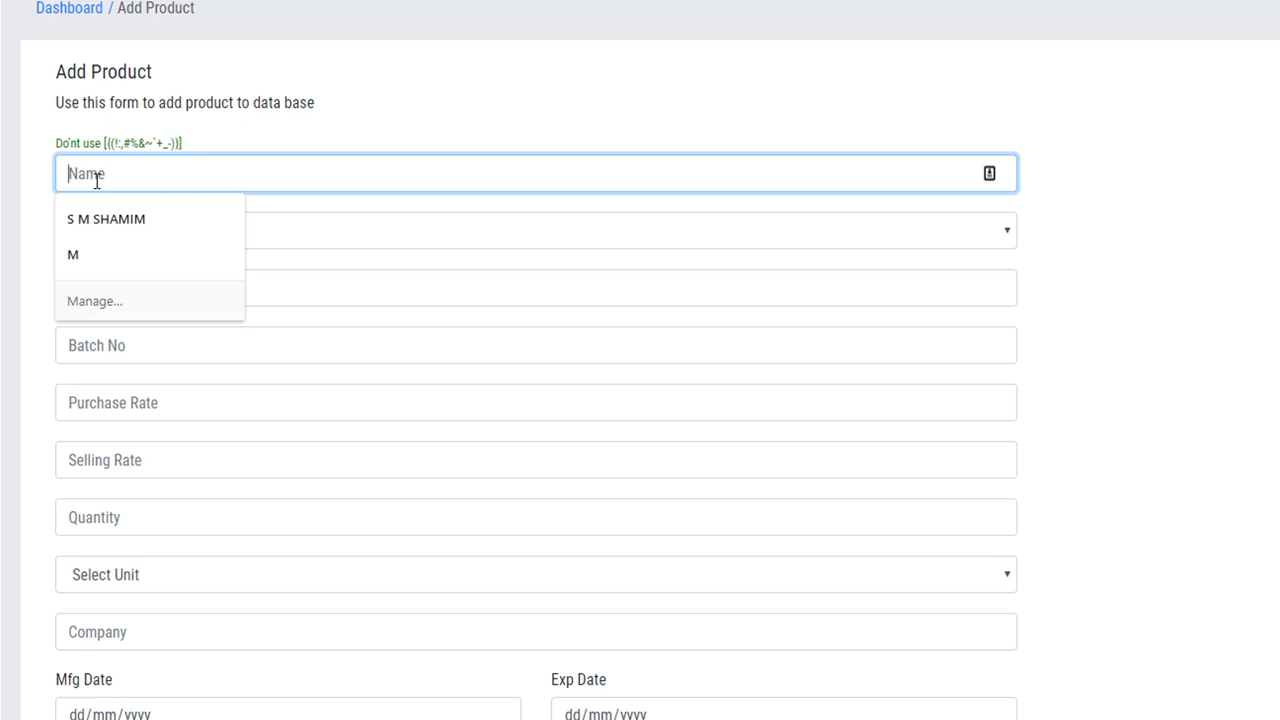 Dashboard / Add Product
Add Product
Use this form to add product to data base
Do'nt use [((!:,#%&~`+_-))]
Name
S M SHAMIM
M
Manage...
Batch No
Purchase Rate
Selling Rate
Quantity
Select Unit
Company
Mfg Date Exp Date
dd/mm/yyyy dd/mm/yyyy